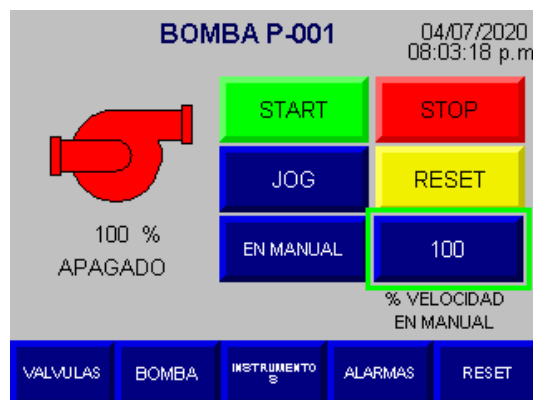 BOMBA P-001
04/07/2020
08:03:18 p.m
START
STOP
JOG
RESET
100 %
APAGADO
EN MANUAL
100
% VELOCIDAD
EN MANUAL
VALVULAS
BOMBA
INSTRUMENTO
S
ALARMAS
RESET